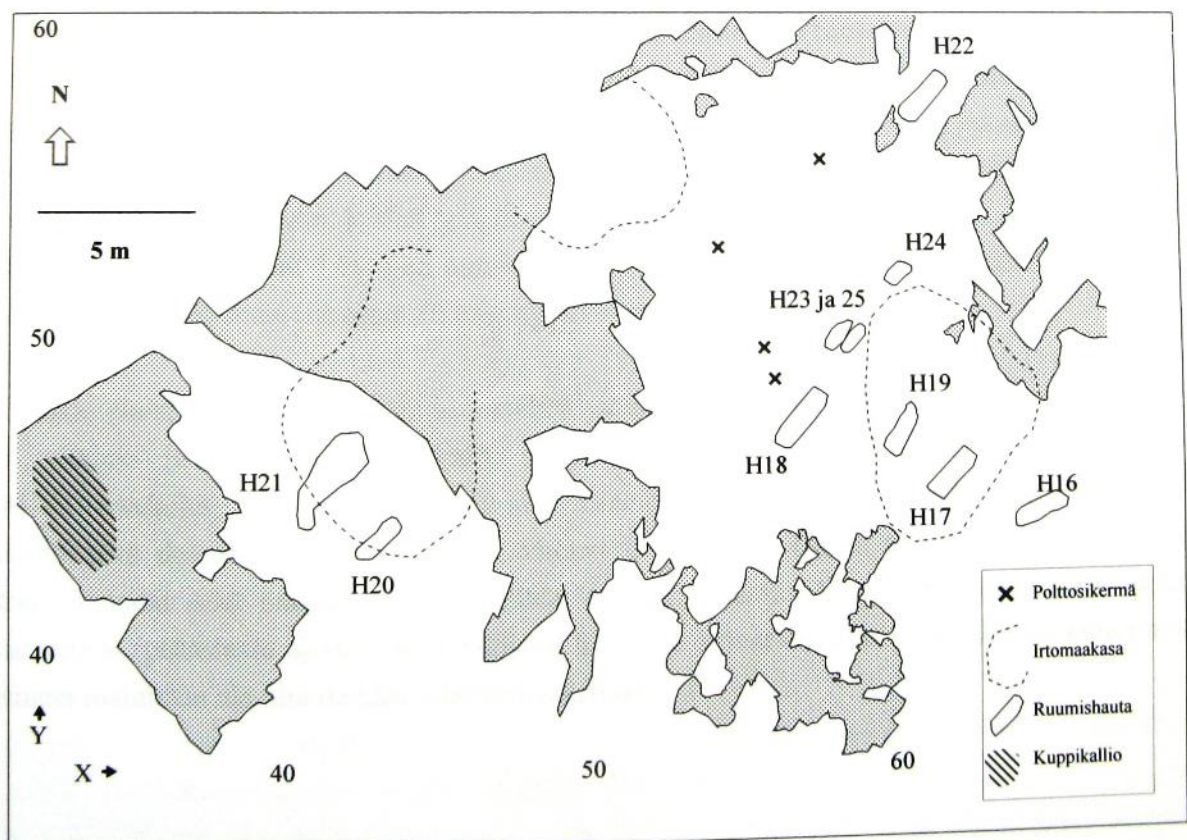 60
N
5 m
H22
H24
H23 ja 25
50
H19
H18
H21
H17
H16
H20
40
Y
X
40
50
60
Polttosikermä
Irtomaakasa
Ruumishauta
Kuppikallio